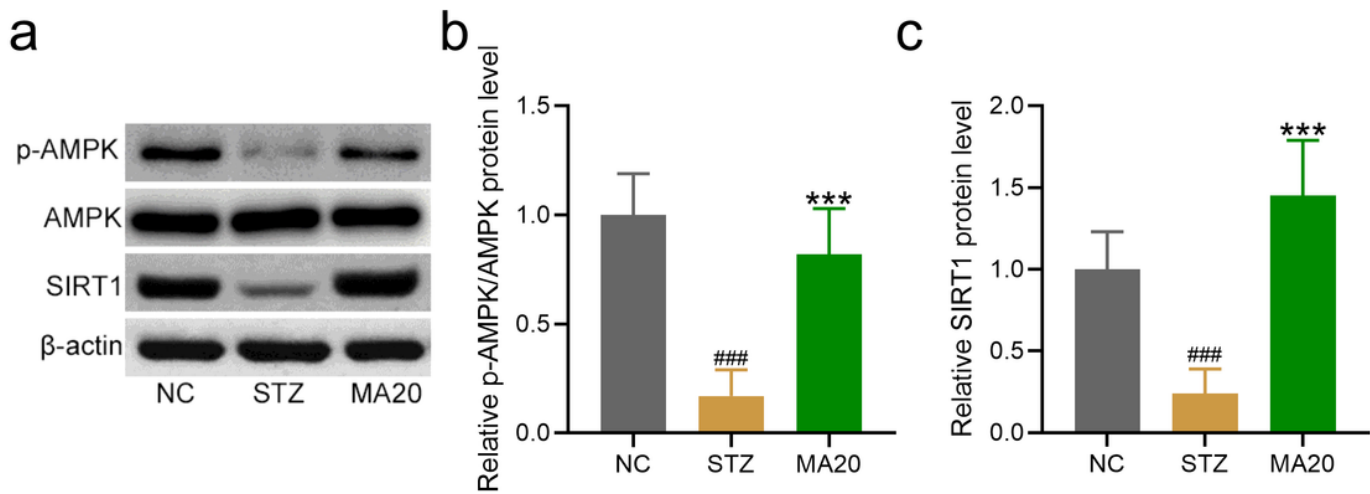 a
p-AMPK
AMPK
SIRT1
β-actin
NC STZ MA20
b
Relative p-AMPK/AMPK protein level
1.5
1.0
0.5
0.0
***
###
NC STZ MA20
c
Relative SIRT1 protein level
2.0
1.5
1.0
0.5
0.0
***
###
NC STZ MA20